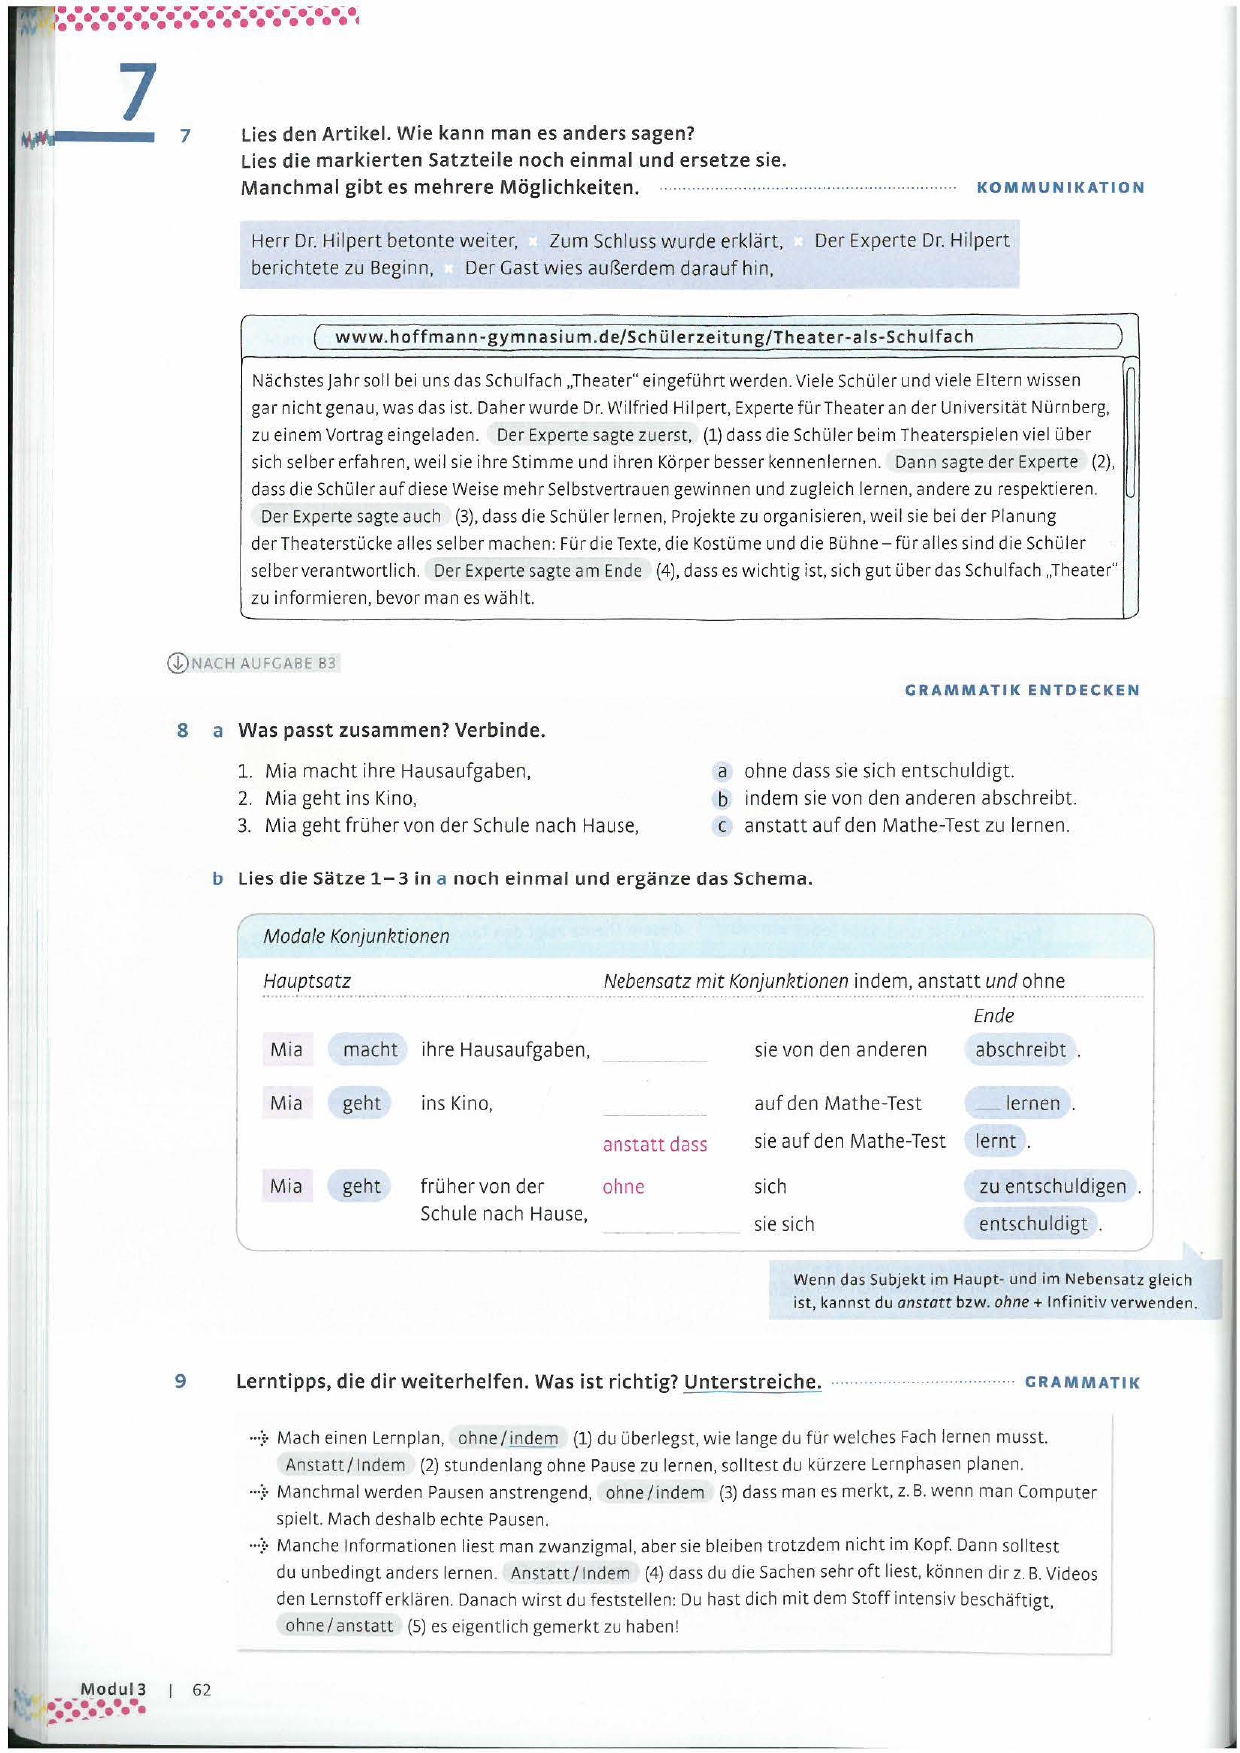 7
7 Lies den Artikel. Wie kann man es anders sagen?
Lies die markierten Satzteile noch einmal und ersetze sie.
Manchmal gibt es mehrere Möglichkeiten. KOMMUNIKATION
Herr Dr. Hilpert betonte weiter, × Zum Schluss wurde erklärt, × Der Experte Dr. Hilpert
berichtete zu Beginn, × Der Gast wies außerdem darauf hin,
www.hoffmann-gymnasium.de/Schülerzeitung/Theater-als-Schulfach
Nächstes Jahr soll bei uns das Schulfach „Theater“ eingeführt werden. Viele Schüler und viele Eltern wissen
gar nicht genau, was das ist. Daher wurde Dr. Wilfried Hilpert, Experte für Theater an der Universität Nürnberg,
zu einem Vortrag eingeladen. Der Experte sagte zuerst, (1) dass die Schüler beim Theaterspielen viel über
sich selber erfahren, weil sie ihre Stimme und ihren Körper besser kennenlernen. Dann sagte der Experte (2),
dass die Schüler auf diese Weise mehr Selbstvertrauen gewinnen und zugleich lernen, andere zu respektieren.
Der Experte sagte auch (3), dass die Schüler lernen, Projekte zu organisieren, weil sie bei der Planung
der Theaterstücke alles selber machen: Für die Texte, die Kostüme und die Bühne – für alles sind die Schüler
selber verantwortlich. Der Experte sagte am Ende (4), dass es wichtig ist, sich gut über das Schulfach „Theater“
zu informieren, bevor man es wählt.
NACH AUFGABE B3
GRAMMATIK ENTDECKEN
8 a Was passt zusammen? Verbinde.
1. Mia macht ihre Hausaufgaben, a ohne dass sie sich entschuldigt.
2. Mia geht ins Kino, b indem sie von den anderen abschreibt.
3. Mia geht früher von der Schule nach Hause, c anstatt auf den Mathe-Test zu lernen.
b Lies die Sätze 1–3 in a noch einmal und ergänze das Schema.
Modale Konjunktionen
Hauptsatz Nebensatz mit Konjunktionen indem, anstatt und ohne
Ende
Mia macht ihre Hausaufgaben, ________ sie von den anderen abschreibt .
Mia geht ins Kino, ________ auf den Mathe-Test __ lernen .
anstatt dass sie auf den Mathe-Test lernt .
Mia geht früher von der ohne sich zu entschuldigen .
Schule nach Hause, ______ _____ sie sich entschuldigt .
Wenn das Subjekt im Haupt- und im Nebensatz gleich
ist, kannst du anstatt bzw. ohne + Infinitiv verwenden.
9 Lerntipps, die dir weiterhelfen. Was ist richtig? Unterstreiche. GRAMMATIK
Mach einen Lernplan, ohne / indem (1) du überlegst, wie lange du für welches Fach lernen musst.
Anstatt / Indem (2) stundenlang ohne Pause zu lernen, solltest du kürzere Lernphasen planen.
Manchmal werden Pausen anstrengend, ohne / indem (3) dass man es merkt, z. B. wenn man Computer
spielt. Mach deshalb echte Pausen.
Manche Informationen liest man zwanzigmal, aber sie bleiben trotzdem nicht im Kopf. Dann solltest
du unbedingt anders lernen. Anstatt / Indem (4) dass du die Sachen sehr oft liest, können dir z. B. Videos
den Lernstoff erklären. Danach wirst du feststellen: Du hast dich mit dem Stoff intensiv beschäftigt,
ohne / anstatt (5) es eigentlich gemerkt zu haben!
Modul 3 | 62